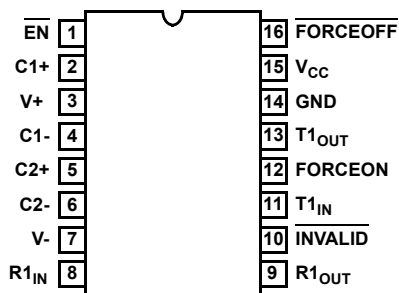 EN 1 16 FORCEOFF
C1+ 2 15 VCC
V+ 3 14 GND
C1- 4 13 T1OUT
C2+ 5 12 FORCEON
C2- 6 11 T1IN
V- 7 10 INVALID
R1IN 8 9 R1OUT